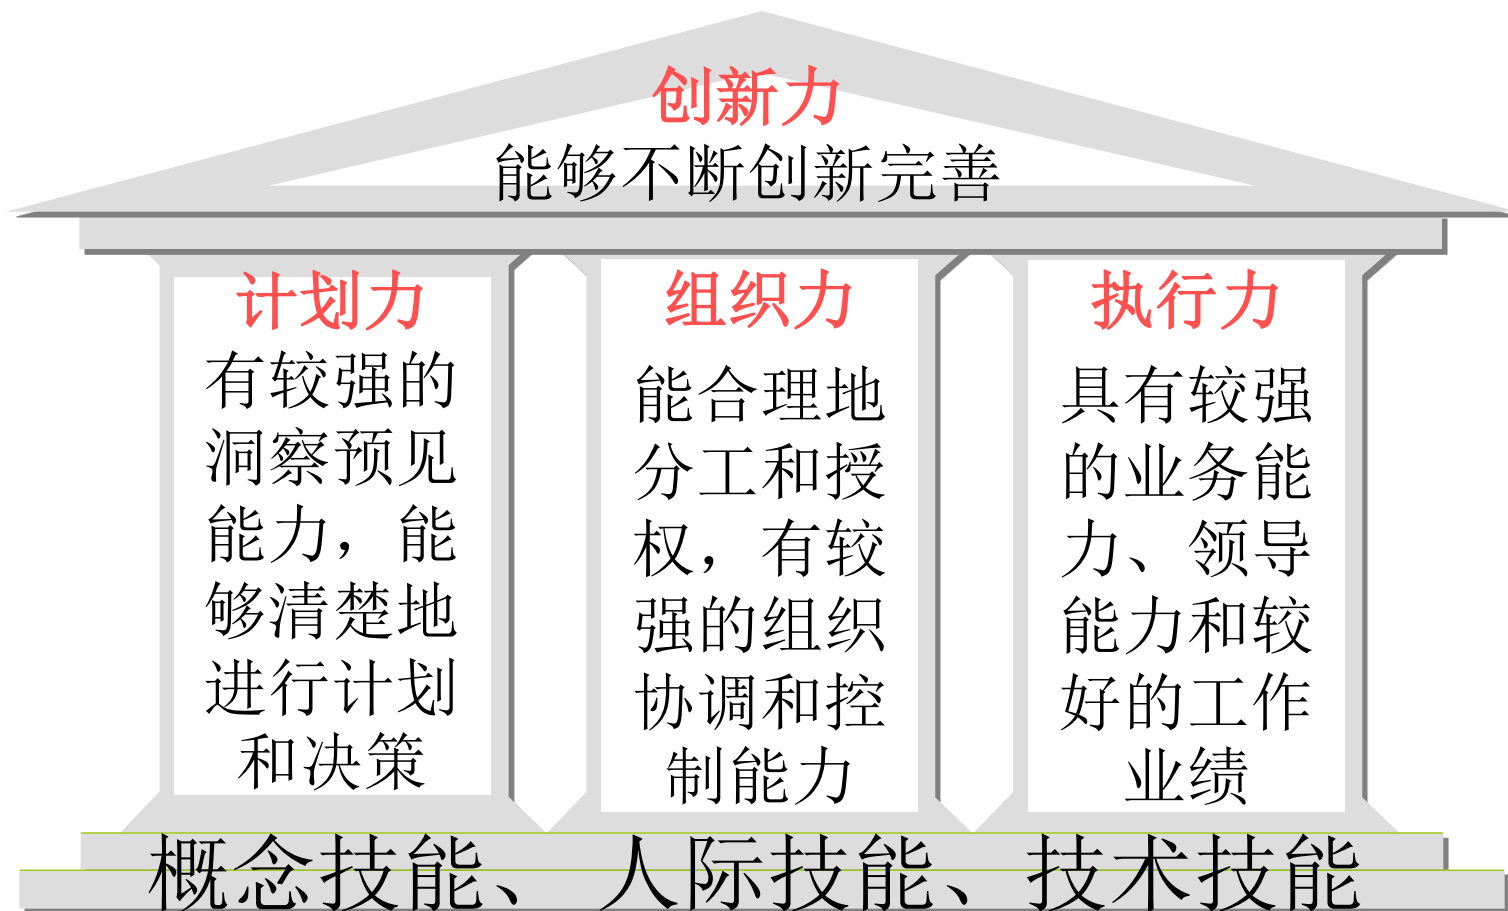 创新力
能够不断创新完善
计划力
有较强的
洞察预见
能力，能
够清楚地
进行计划
和决策
组织力
能合理地
分工和授
权，有较
强的组织
协调和控
制能力
执行力
具有较强
的业务能
力、领导
能力和较
好的工作
业绩
概念技能、 人际技能、技术技能